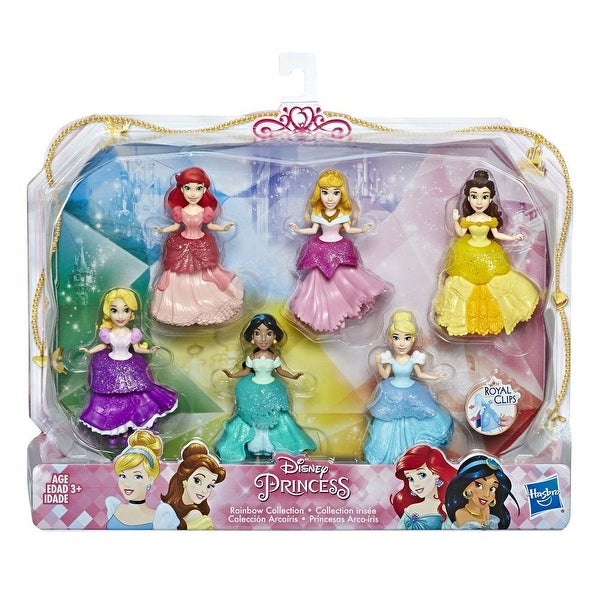 ROYAL
CLIPS
AGE
EDAD 3+
IDADE
Disney
PRINCESS
Rainbow Collection • Collection irisée
Colección Arcoíris • Princesas Arco-íris
Hasbro